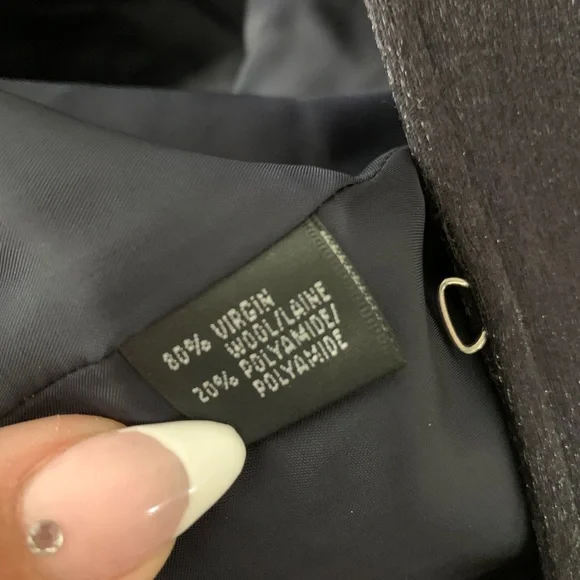 80% VIRGIN
WOOL/LAINE
20% POLYAMIDE/
POLYAMIDE